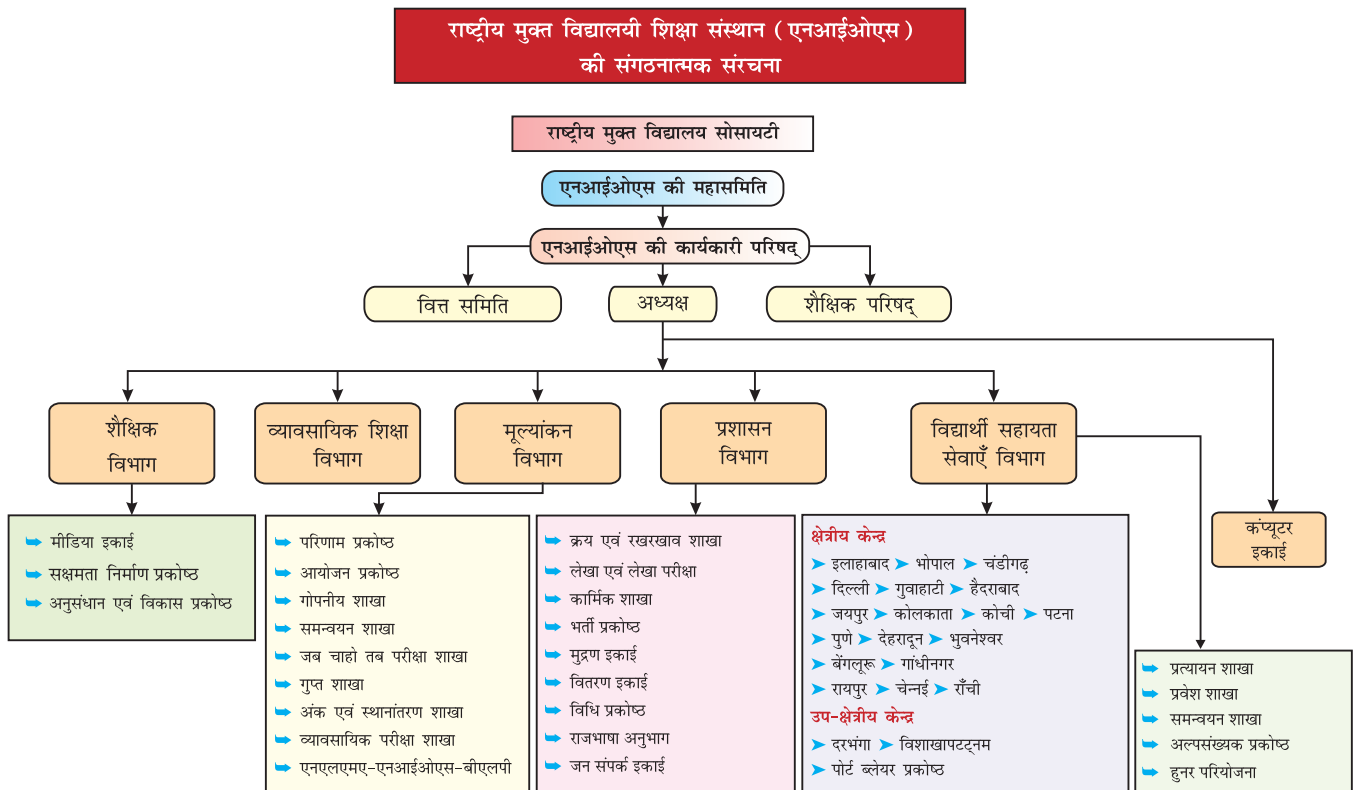 राष्ट्रीय मुक्त विद्यालयी शिक्षा संस्थान ( एनआईओएस )
की संगठनात्मक संरचना
राष्ट्रीय मुक्त विद्यालय सोसायटी
एनआईओएस की महासमिति
एनआईओएस की कार्यकारी परिषद्
वित्त समिति
अध्यक्ष
शैक्षिक परिषद्
शैक्षिक
विभाग
व्यावसायिक शिक्षा
विभाग
मूल्यांकन
विभाग
प्रशासन
विभाग
विद्यार्थी सहायता
सेवाएँ विभाग
कंप्यूटर
इकाई
मीडिया इकाई
सक्षमता निर्माण प्रकोष्ठ
अनुसंधान एवं विकास प्रकोष्ठ
परिणाम प्रकोष्ठ
आयोजन प्रकोष्ठ
गोपनीय शाखा
समन्वयन शाखा
जब चाहो तब परीक्षा शाखा
गुप्त शाखा
अंक एवं स्थानांतरण शाखा
व्यावसायिक परीक्षा शाखा
एनएलएमए-एनआईओएस-बीएलपी
क्रय एवं रखरखाव शाखा
लेखा एवं लेखा परीक्षा
कार्मिक शाखा
भर्ती प्रकोष्ठ
मुद्रण इकाई
वितरण इकाई
विधि प्रकोष्ठ
राजभाषा अनुभाग
जन संपर्क इकाई
क्षेत्रीय केन्द्र
इलाहाबाद भोपाल चंडीगढ़
दिल्ली गुवाहाटी हैदराबाद
जयपुर कोलकाता कोची पटना
पुणे देहरादून भुवनेश्वर
बेंगलूरू गांधीनगर
रायपुर चेन्नई राँची
उप-क्षेत्रीय केन्द्र
दरभंगा विशाखापटट्नम
पोर्ट ब्लेयर प्रकोष्ठ
प्रत्यायन शाखा
प्रवेश शाखा
समन्वयन शाखा
अल्पसंख्यक प्रकोष्ठ
हुनर परियोजना